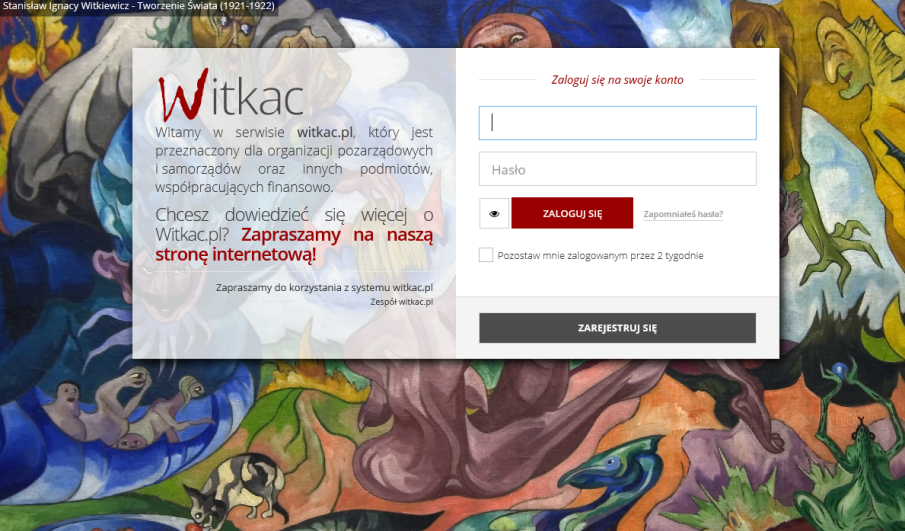 Stanisław Ignacy Witkiewicz - Tworzenie Świata (1921-1922)
Witkac
Witamy w serwisie witkac.pl, który jest
przeznaczony dla organizacji pozarządowych
i samorządów oraz innych podmiotów,
współpracujących finansowo.
Chcesz dowiedzieć się więcej o
Witkac.pl? Zapraszamy na naszą
stronę internetową!
Zapraszamy do korzystania z systemu witkac.pl
Zespół witkac.pl
Zaloguj się na swoje konto
Hasło
ZALOGUJ SIĘ
Zapomniałeś hasła?
Pozostaw mnie zalogowanym przez 2 tygodnie
ZAREJESTRUJ SIĘ